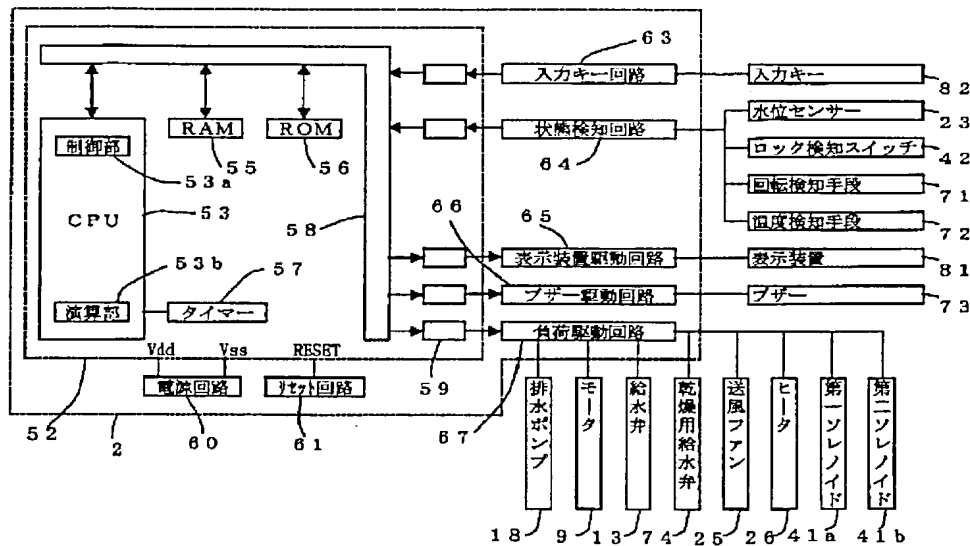 63
入力キー回路
入力キー
82
水位センサー
23
状態検知回路
64
ロック検知スイッチ
42
回転検知手段
71
温度検知手段
72
制御部
53a
RAM
55
ROM
56
CPU
53
58
66
65
表示装置駆動回路
表示装置
81
53b
57
演算部
タイマー
ブザー駆動回路
ブザー
73
負荷駆動回路
59
67
Vdd
Vss
RESET
電源回路
リセット回路
52
2
60
61
排水ポンプ
モータ
給水弁
乾燥用給水弁
送風ファン
ヒータ
第一ソレノイド
第二ソレノイド
18 9 13 74 25 26 41a 41b